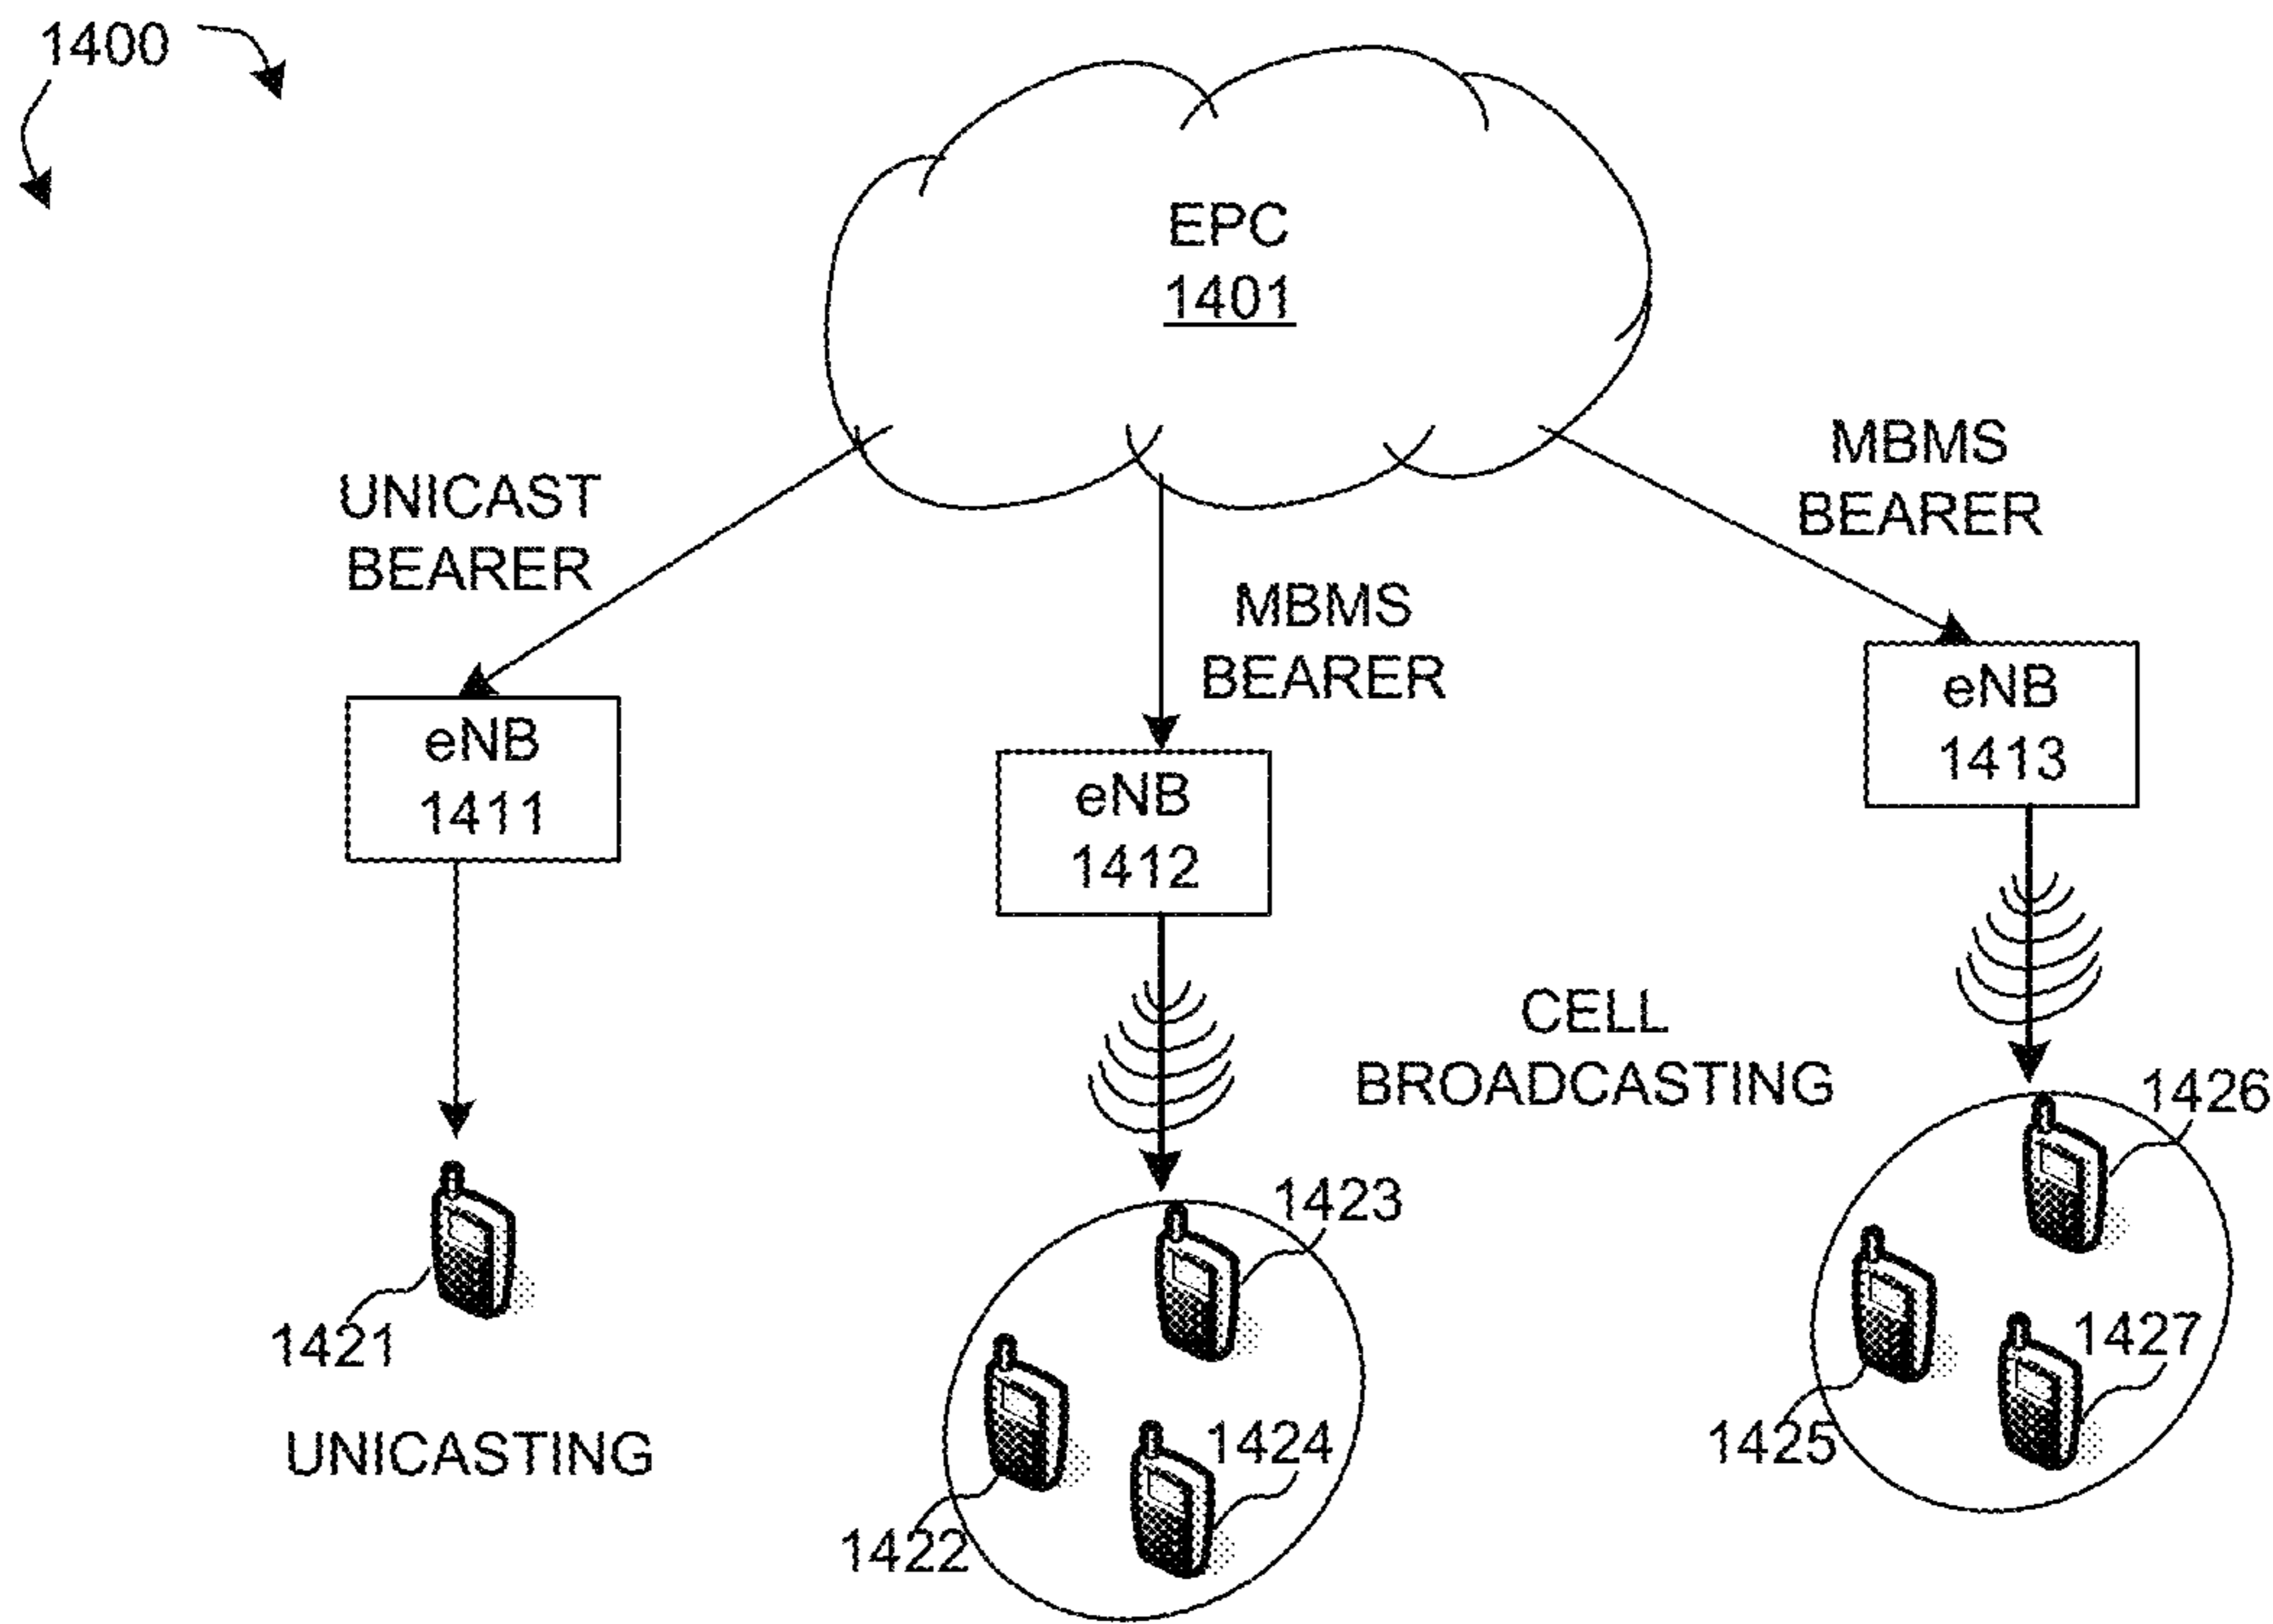 1400
EPC
1401
UNICAST
BEARER
MBMS
BEARER
MBMS
BEARER
eNB
1411
eNB
1412
eNB
1413
CELL
BROADCASTING
1421
UNICASTING
1423
1422
1424
1426
1425
1427